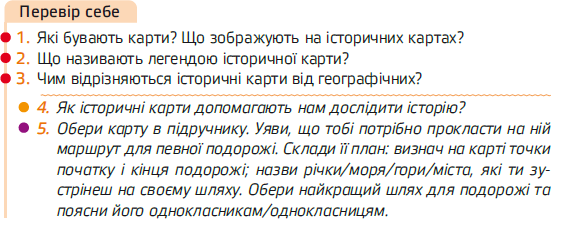 Перевір себе
1. Які бувають карти? Що зображують на історичних картах?
2. Що називають легендою історичної карти?
3. Чим відрізняються історичні карти від географічних?
4. Як історичні карти допомагають нам дослідити історію?
5. Обери карту в підручнику. Уяви, що тобі потрібно прокласти на ній
маршрут для певної подорожі. Склади її план: визнач на карті точки
початку і кінця подорожі; назви річки/моря/гори/міста, які ти зу-
стрінеш на своєму шляху. Обери найкращий шлях для подорожі та
поясни його однокласникам/однокласницям.